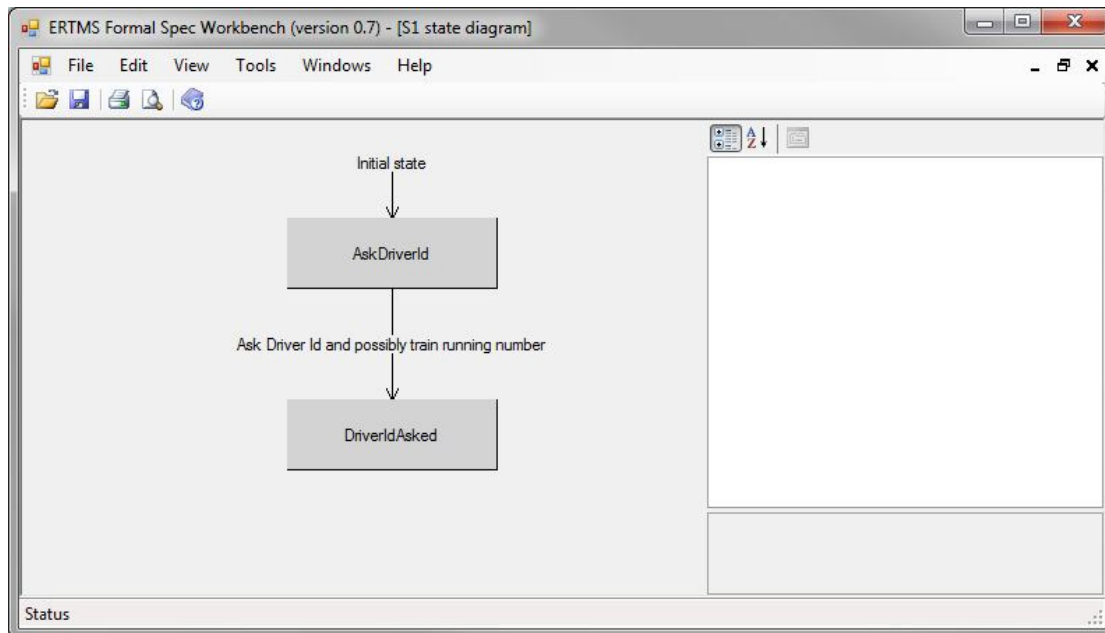 ERTMS Formal Spec Workbench (version 0.7) - [S1 state diagram]
File Edit View Tools Windows Help
Initial state
AskDriverId
Ask Driver Id and possibly train running number
DriverIdAsked
Status